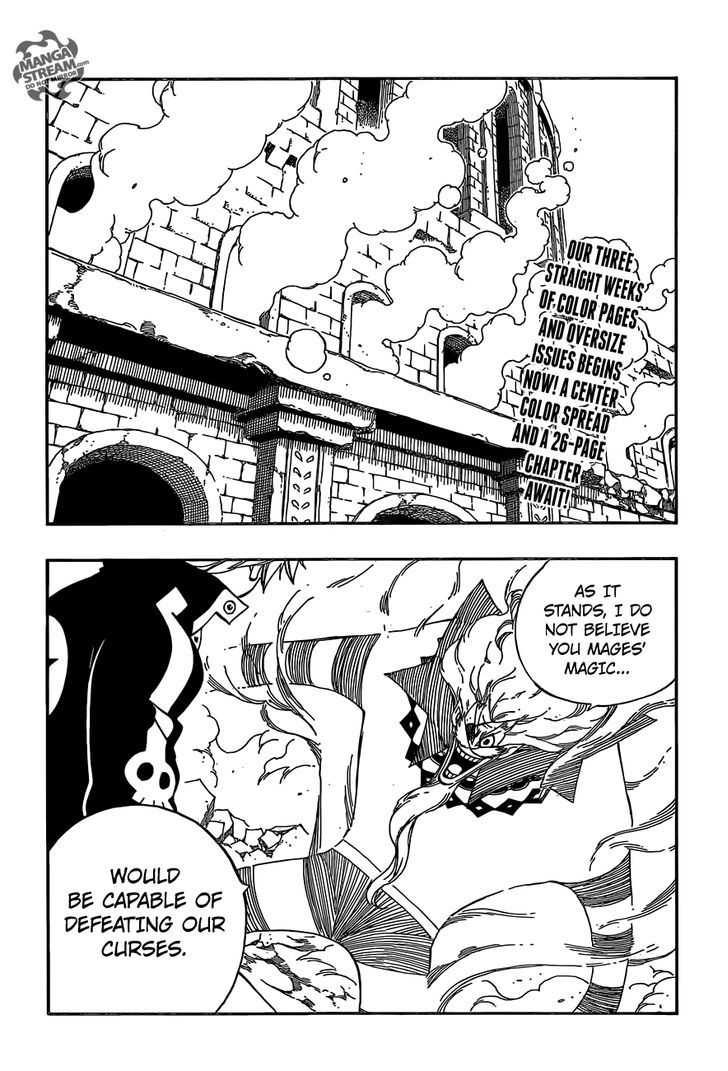 MANGA
STREAM.com
DO NOT MIRROR
OUR THREE
STRAIGHT WEEKS
OF COLOR PAGES
AND OVERSIZE
ISSUES BEGINS
NOW! A CENTER
COLOR SPREAD
AND A 26-PAGE
CHAPTER
AWAIT!
AS IT
STANDS, I DO
NOT BELIEVE
YOU MAGES'
MAGIC...
WOULD
BE CAPABLE OF
DEFEATING OUR
CURSES.